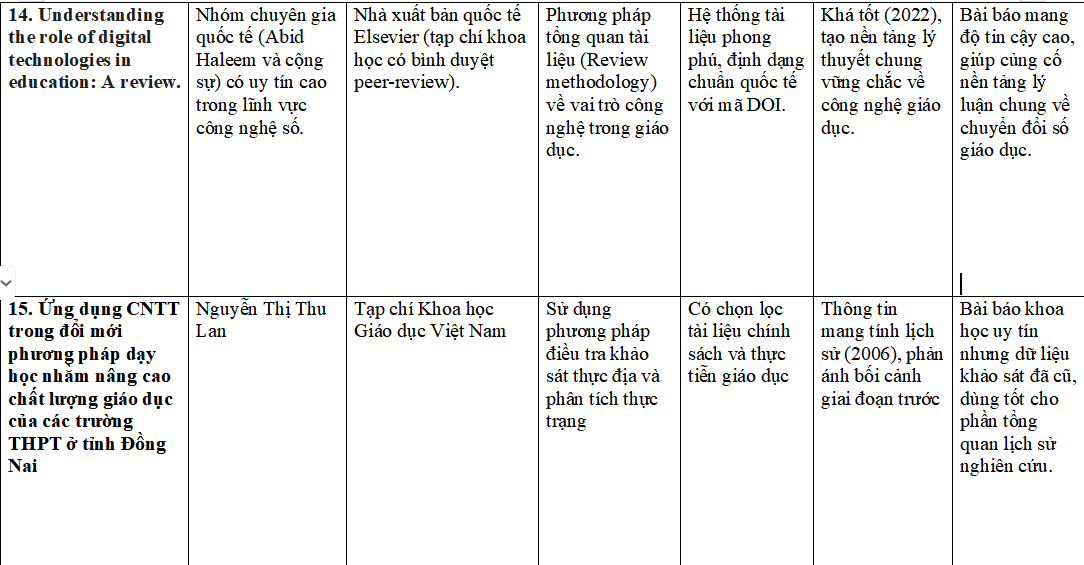 14. Understanding
the role of digital
technologies in
education: A review.
Nhóm chuyên gia
quốc tế (Abid
Haleem và cộng
sự) có uy tín cao
trong lĩnh vực
công nghệ số.
Nhà xuất bản quốc tế
Elsevier (tạp chí khoa
học có bình duyệt
peer-review).
Phương pháp
tổng quan tài
liệu (Review
methodology)
về vai trò công
nghệ trong giáo
dục.
Hệ thống tài
liệu phong
phú, định dạng
chuẩn quốc tế
với mã DOI.
Khá tốt (2022),
tạo nền tảng lý
thuyết chung
vững chắc về
công nghệ giáo
dục.
Bài báo mang
độ tin cậy cao,
giúp củng cố
nền tảng lý
luận chung về
chuyển đổi số
giáo dục.
15. Ứng dụng CNTT
trong đổi mới
phương pháp dạy
học nhằm nâng cao
chất lượng giáo dục
của các trường
THPT ở tỉnh Đồng
Nai
Nguyễn Thị Thu
Lan
Tạp chí Khoa học
Giáo dục Việt Nam
Sử dụng
phương pháp
điều tra khảo
sát thực địa và
phân tích thực
trạng
Có chọn lọc
tài liệu chính
sách và thực
tiễn giáo dục
Thông tin
mang tính lịch
sử (2006), phản
ánh bối cảnh
giai đoạn trước
Bài báo khoa
học uy tín
nhưng dữ liệu
khảo sát đã cũ,
dùng tốt cho
phần tổng
quan lịch sử
nghiên cứu.